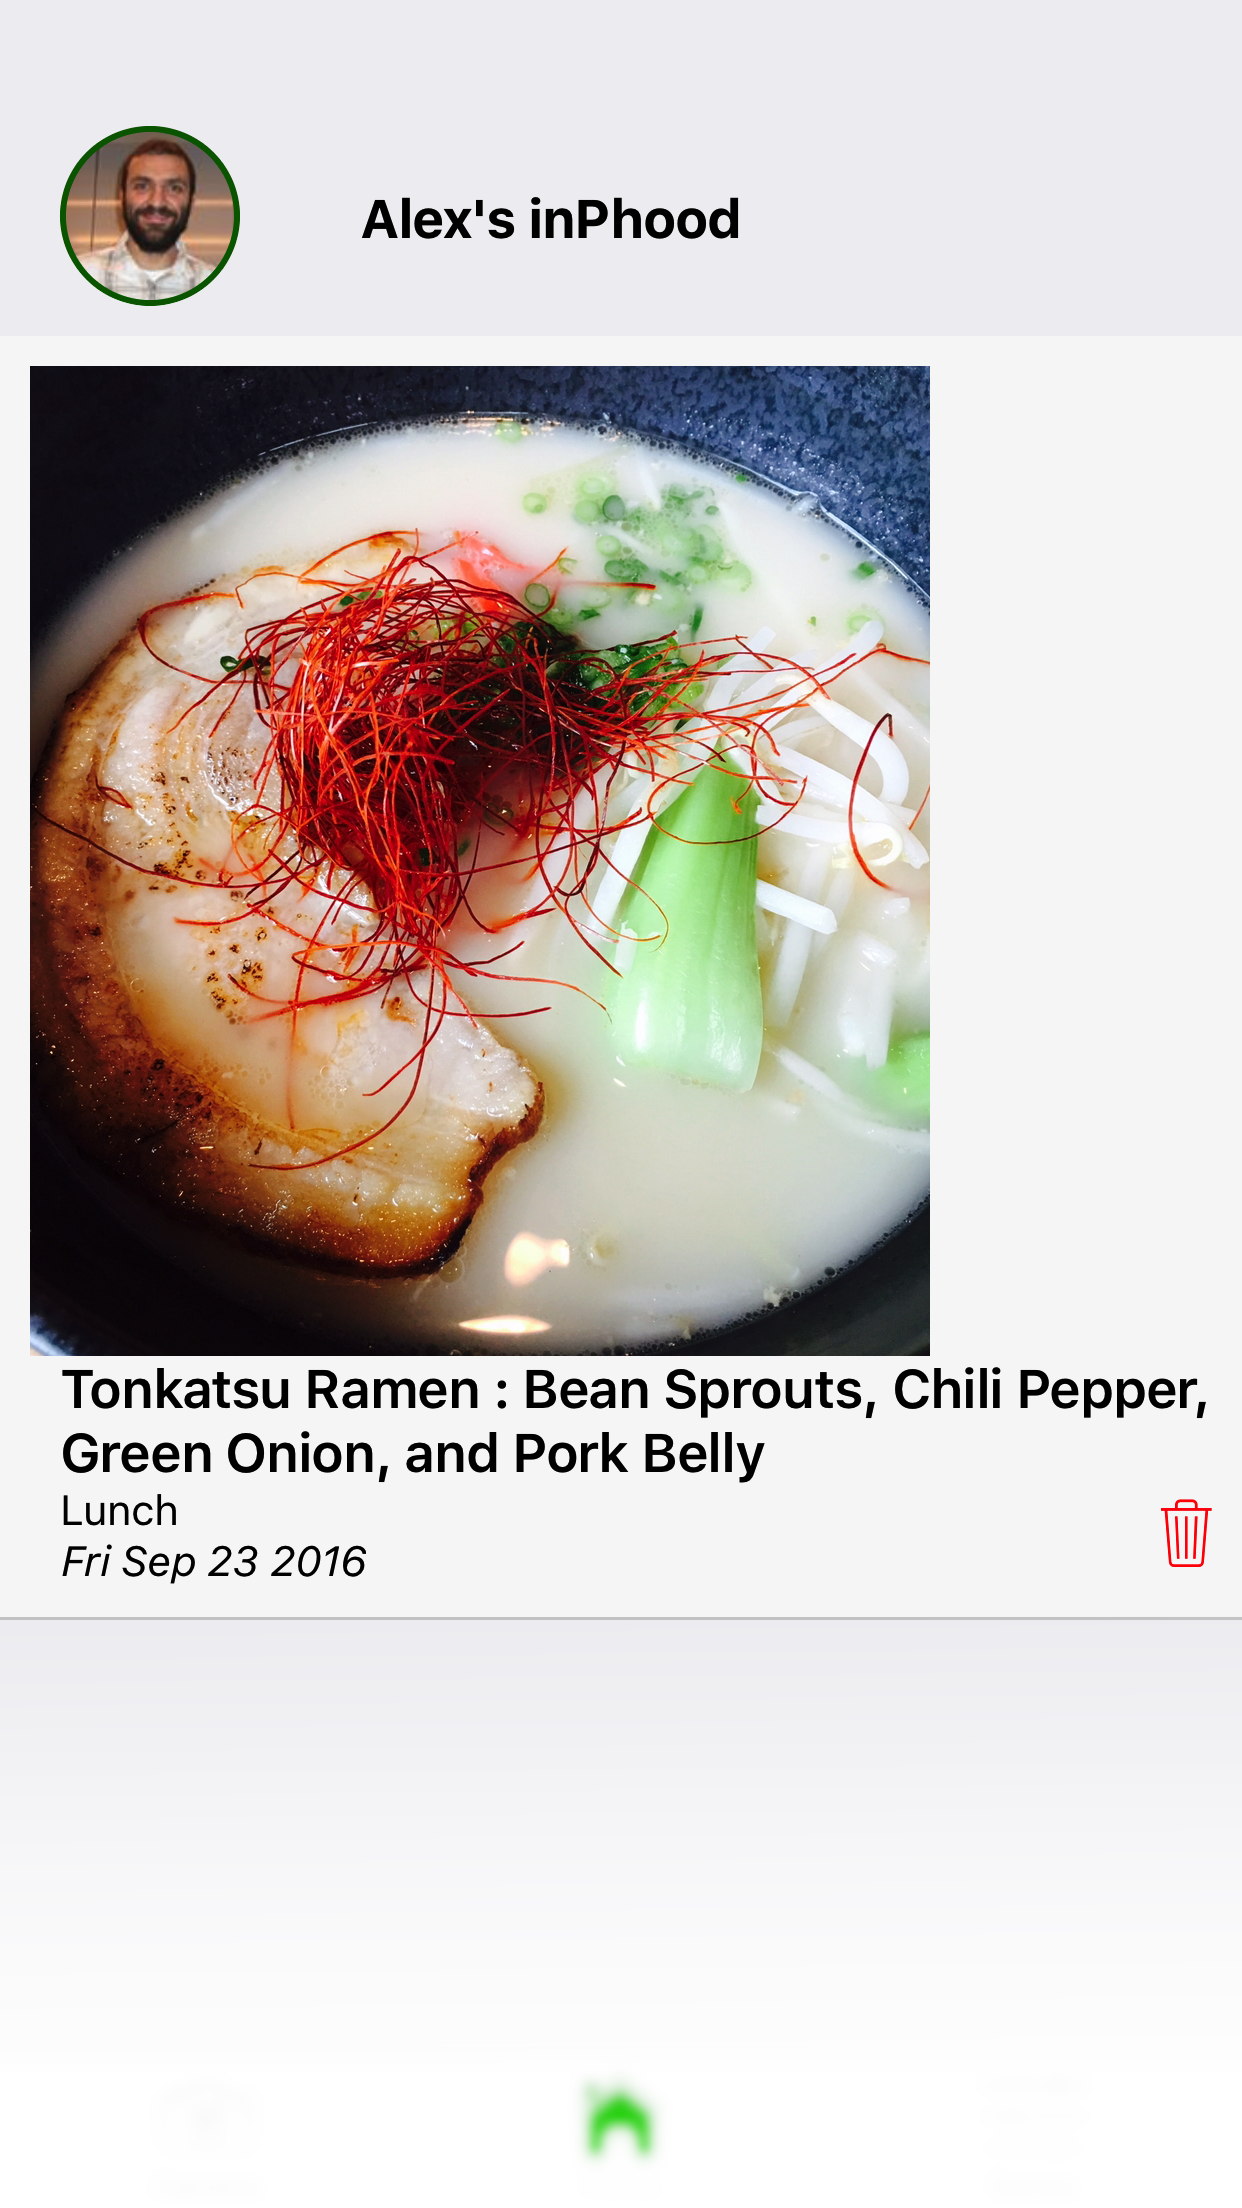 Alex's inPhood
Tonkatsu Ramen : Bean Sprouts, Chili Pepper,
Green Onion, and Pork Belly
Lunch
Fri Sep 23 2016